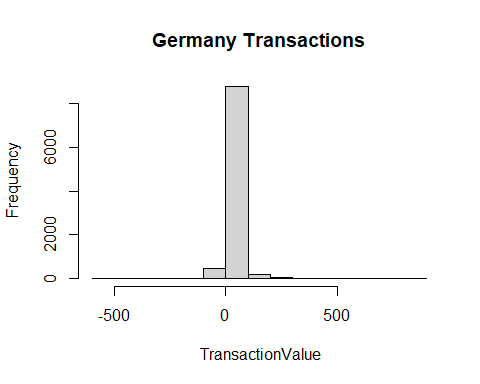 Germany Transactions
Frequency
6000
2000
0
-500 0 500
TransactionValue